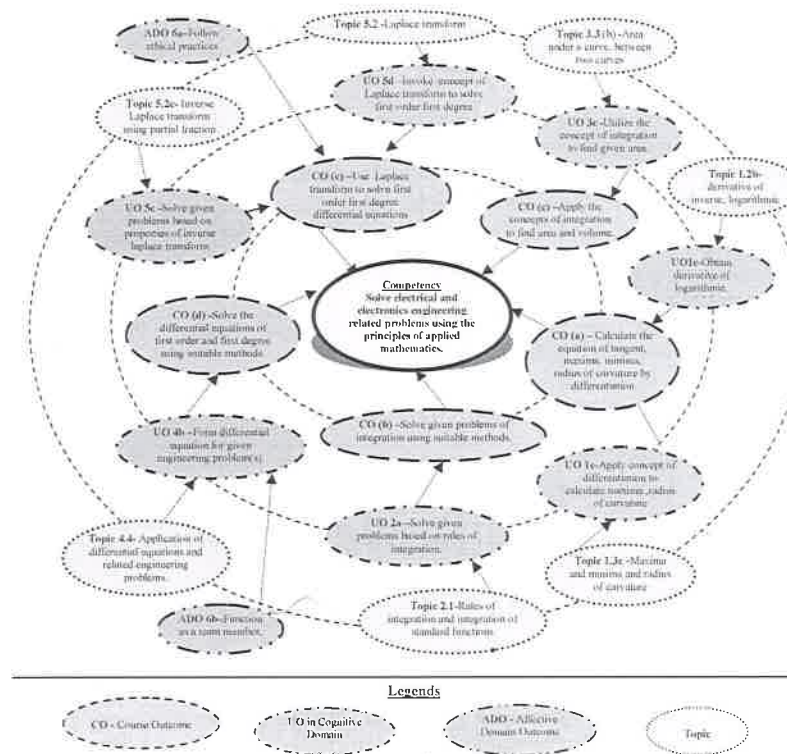 ADO 6a-Follow
ethical practices
Topic 5.2 -Laplace transform
Topic 3.3 (b) -Area
under a curve, between
two curves
UO 5d -Invoke concept of
Laplace transform to solve
first order first degree
Topic 5.2c- Inverse
Laplace transform
using partial fraction
UO 3c -Utilize the
concept of integration
to find given area.
CO (e) -Use Laplace
transform to solve first
order first degree
differential equations
Topic 1.2b-
derivative of
inverse, logarithmic
UO 5c -Solve given
problems based on
properties of inverse
laplace transform
CO (c) -Apply the
concepts of integration
to find area and volume.
UO1c-Obtain
derivative of
logarithmic.
Competency
Solve electrical and
electronics engineering
related problems using the
principles of applied
mathematics.
CO (d) -Solve the
differential equations of
first order and first degree
using suitable methods
CO (a) – Calculate the
equation of tangent,
maxima, minima,
radius of curvature by
differentiation
UO 4b -Form differential
equation for given
engineering problem(s)
CO (b) -Solve given problems of
integration using suitable methods.
UO 1e-Apply concept of
differentiation to
calculate maxima ,radius
of curvature
UO 2a -Solve given
problems based on rules of
integration.
Topic 4.4- Application of
differential equations and
related engineering
problems.
Topic 1.3c -Maxima
and minima and radius
of curvature
ADO 6b-Function
as a team member.
Topic 2.1-Rules of
integration and integration of
standard functions
Legends
CO - Course Outcome
UO in Cognitive
Domain
ADO - Affective
Domain Outcome
Topic